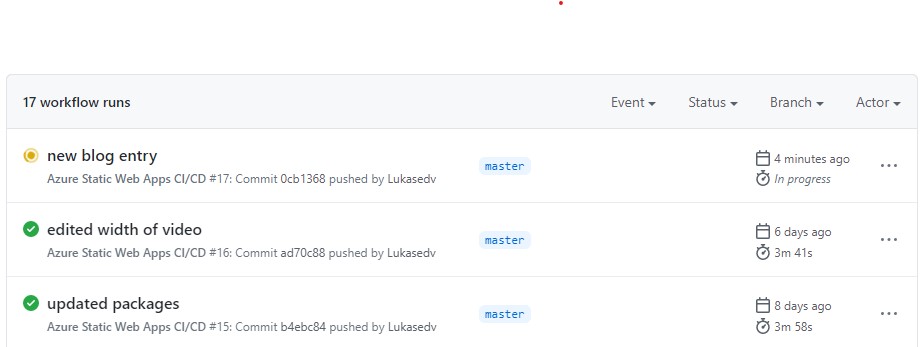 17 workflow runs Event Status Branch Actor
new blog entry
Azure Static Web Apps CI/CD #17: Commit 0cb1368 pushed by Lukasedv
master
4 minutes ago
In progress
edited width of video
Azure Static Web Apps CI/CD #16: Commit ad70c88 pushed by Lukasedv
master
6 days ago
3m 41s
updated packages
Azure Static Web Apps CI/CD #15: Commit b4ebc84 pushed by Lukasedv
master
8 days ago
3m 58s